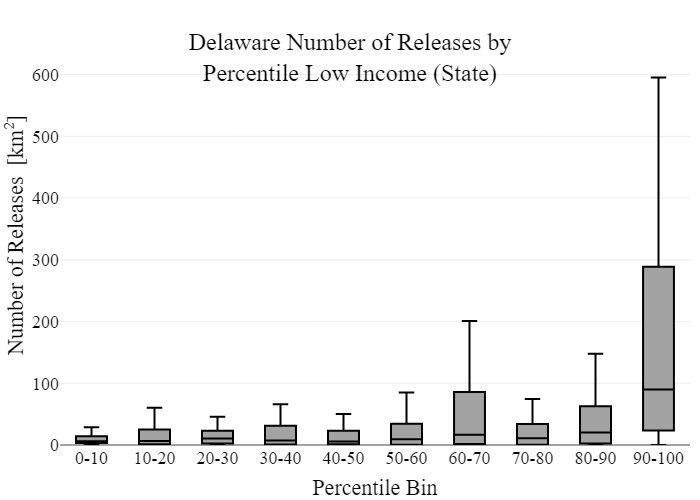 Delaware Number of Releases by
Percentile Low Income (State)
Number of Releases [km²]
600
500
400
300
200
100
0
0-10 10-20 20-30 30-40 40-50 50-60 60-70 70-80 80-90 90-100
Percentile Bin